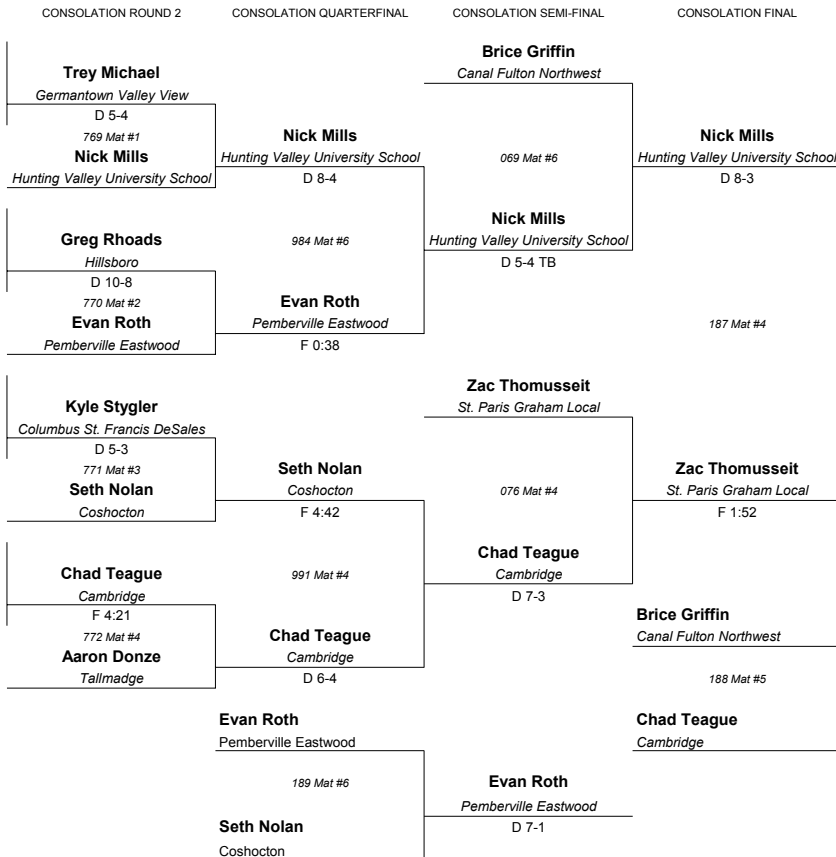 CONSOLATION ROUND 2
CONSOLATION QUARTERFINAL
CONSOLATION SEMI-FINAL
CONSOLATION FINAL
Trey Michael
Germantown Valley View
D 5-4
769 Mat #1
Nick Mills
Hunting Valley University School
Greg Rhoads
Hillsboro
D 10-8
770 Mat #2
Evan Roth
Pemberville Eastwood
Kyle Stygler
Columbus St. Francis DeSales
D 5-3
771 Mat #3
Seth Nolan
Coshocton
Chad Teague
Cambridge
F 4:21
772 Mat #4
Aaron Donze
Tallmadge
Nick Mills
Hunting Valley University School
D 8-4
984 Mat #6
Evan Roth
Pemberville Eastwood
F 0:38
Seth Nolan
Coshocton
F 4:42
991 Mat #4
Chad Teague
Cambridge
D 6-4
Evan Roth
Pemberville Eastwood
189 Mat #6
Seth Nolan
Coshocton
Brice Griffin
Canal Fulton Northwest
069 Mat #6
Nick Mills
Hunting Valley University School
D 5-4 TB
Zac Thomusseit
St. Paris Graham Local
076 Mat #4
Chad Teague
Cambridge
D 7-3
Evan Roth
Pemberville Eastwood
D 7-1
Nick Mills
Hunting Valley University School
D 8-3
187 Mat #4
Zac Thomusseit
St. Paris Graham Local
F 1:52
Brice Griffin
Canal Fulton Northwest
188 Mat #5
Chad Teague
Cambridge